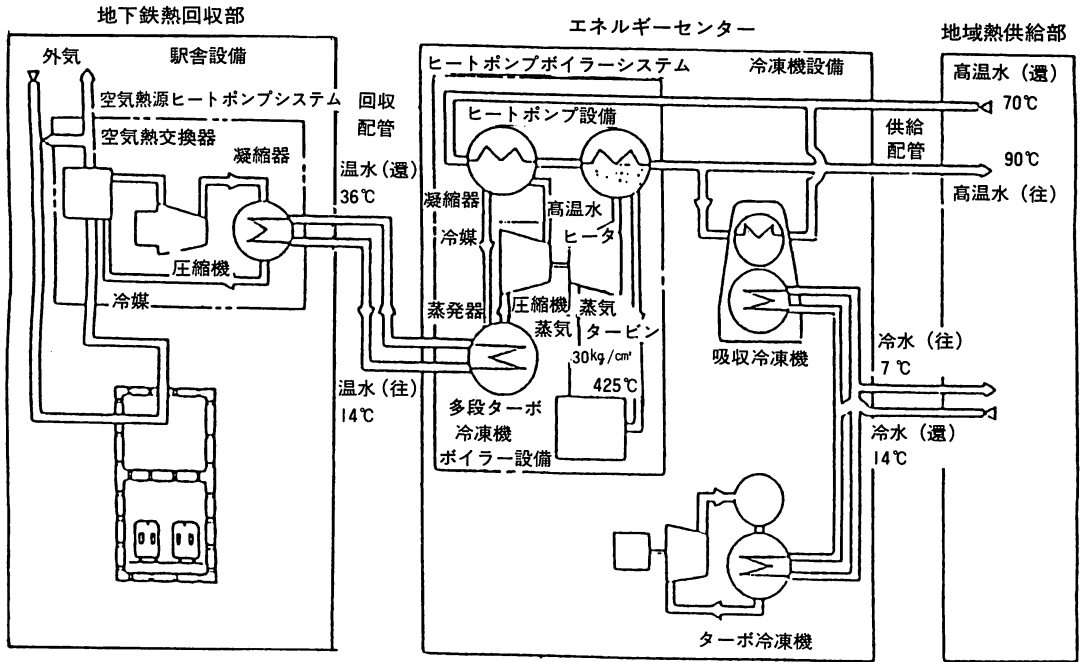 地下鉄熱回収部
外気
駅舎設備
空気熱源ヒートポンプシステム
空気熱交換器
凝縮器
圧縮機
冷媒
回収
配管
温水(還)
36℃
温水(往)
14℃
エネルギーセンター
ヒートポンプボイラーシステム
冷凍機設備
ヒートポンプ設備
凝縮器
高温水
冷媒
ヒータ
蒸発器
圧縮機
蒸気
蒸気
タービン
30kg/cm²
425℃
多段ターボ
冷凍機
ボイラー設備
吸収冷凍機
ターボ冷凍機
供給
配管
地域熱供給部
高温水(還)
70℃
90℃
高温水(往)
冷水(往)
7℃
冷水(還)
14℃